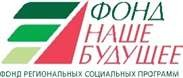 ФОНД
НАШЕ
БУДУЩЕЕ
ФОНД РЕГИОНАЛЬНЫХ СОЦИАЛЬНЫХ ПРОГРАММ